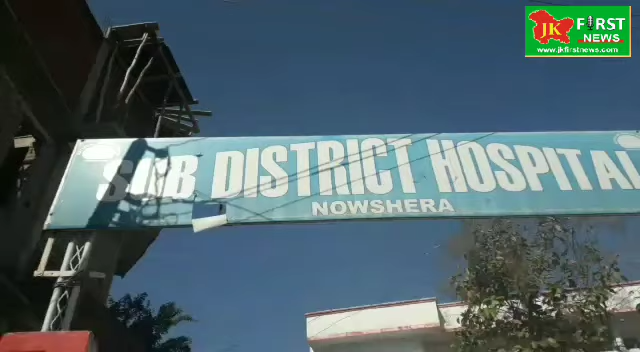 JK FIRST
NEWS
www.jkfirstnews.com
SUB DISTRICT HOSPITAL
NOWSHERA